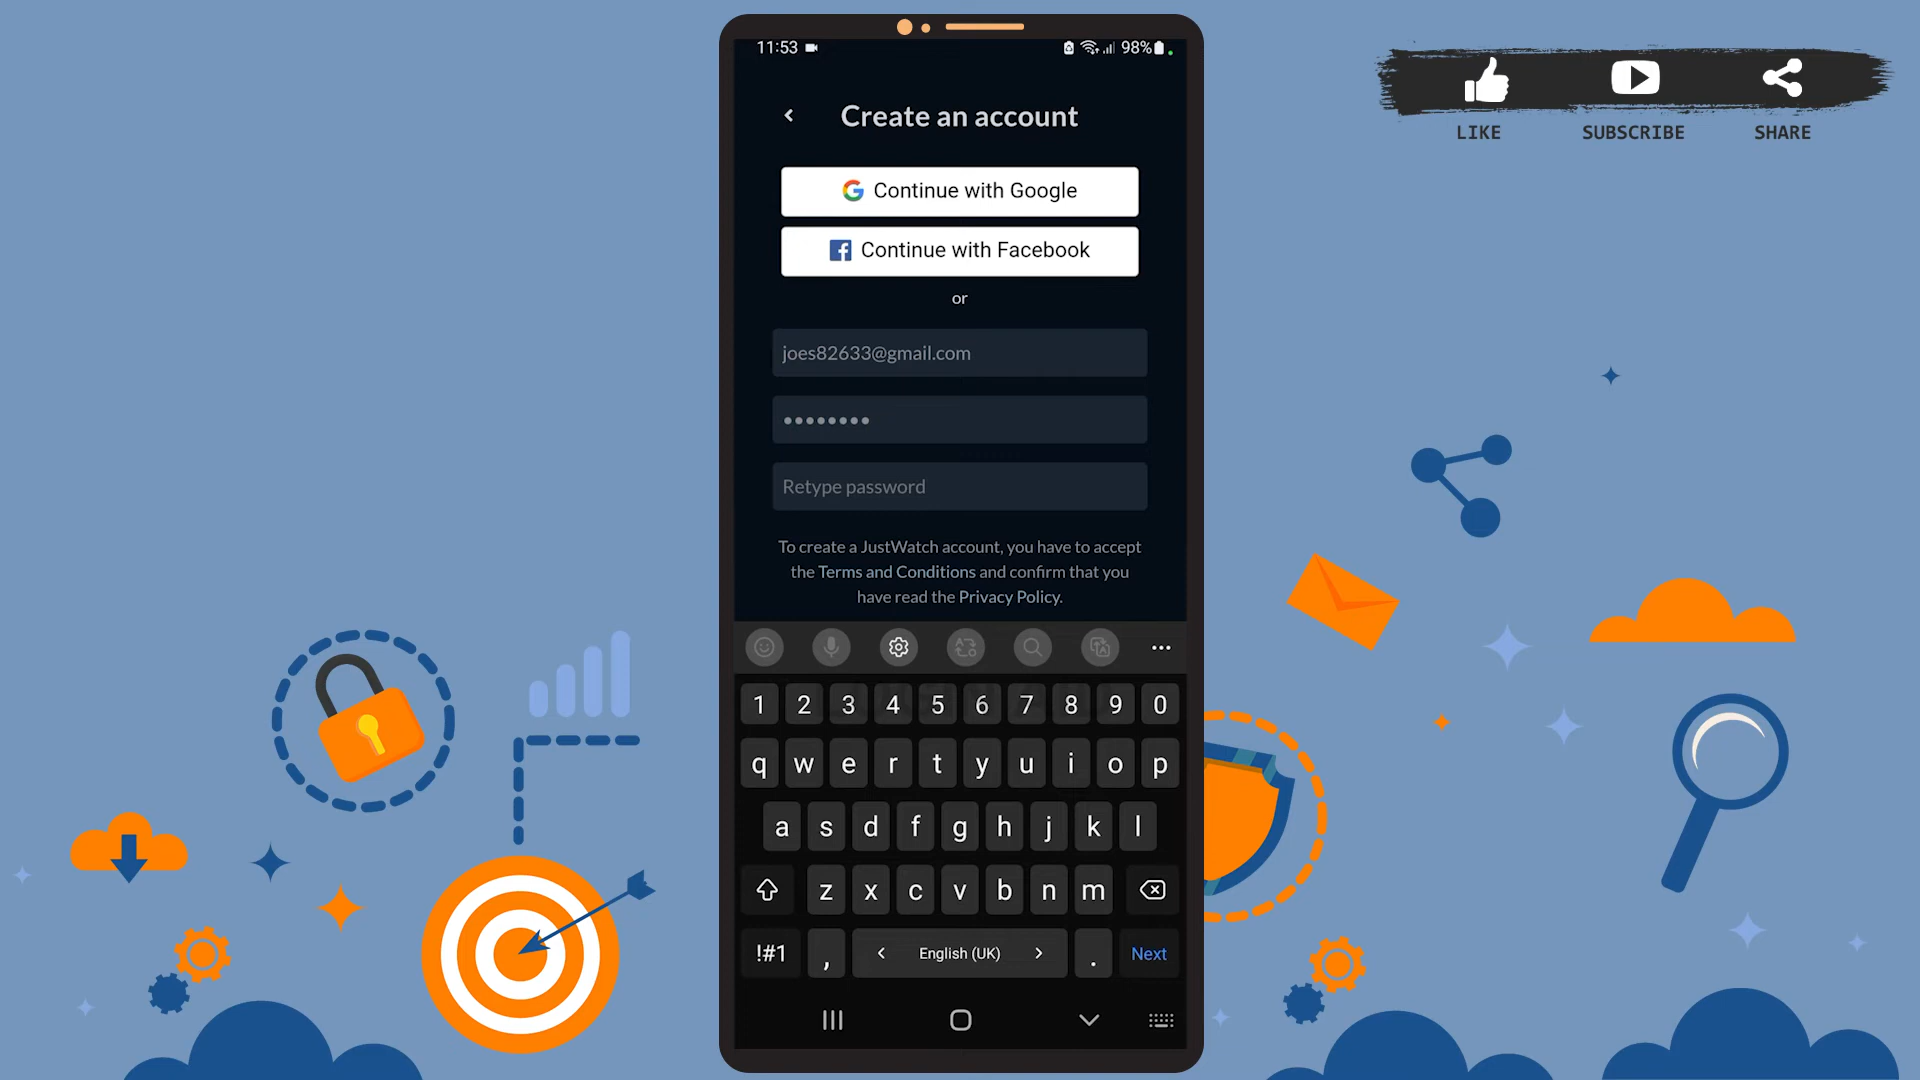 11:53
98%
Create an account
Continue with Google
Continue with Facebook
or
joes82633@gmail.com
••••••••
Retype password
To create a JustWatch account, you have to accept
the Terms and Conditions and confirm that you
have read the Privacy Policy.
1 2 3 4 5 6 7 8 9 0
q w e r t y u i o p
a s d f g h j k l
z x c v b n m
!#1 , < English (UK) > . Next
LIKE SUBSCRIBE SHARE